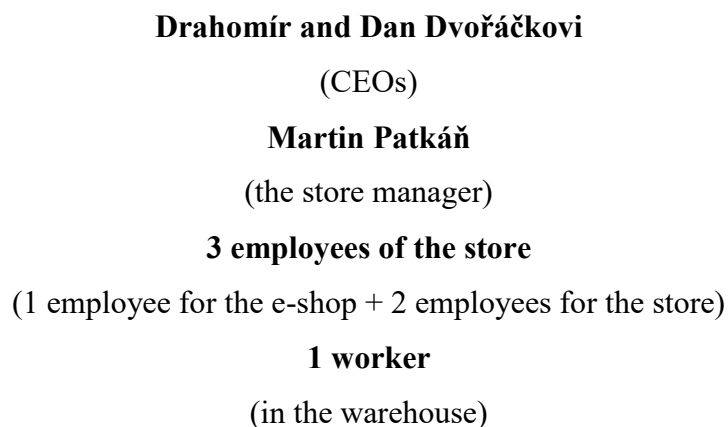 Drahomír and Dan Dvořáčkovi
(CEOs)
Martin Patkáň
(the store manager)
3 employees of the store
(1 employee for the e-shop + 2 employees for the store)
1 worker
(in the warehouse)